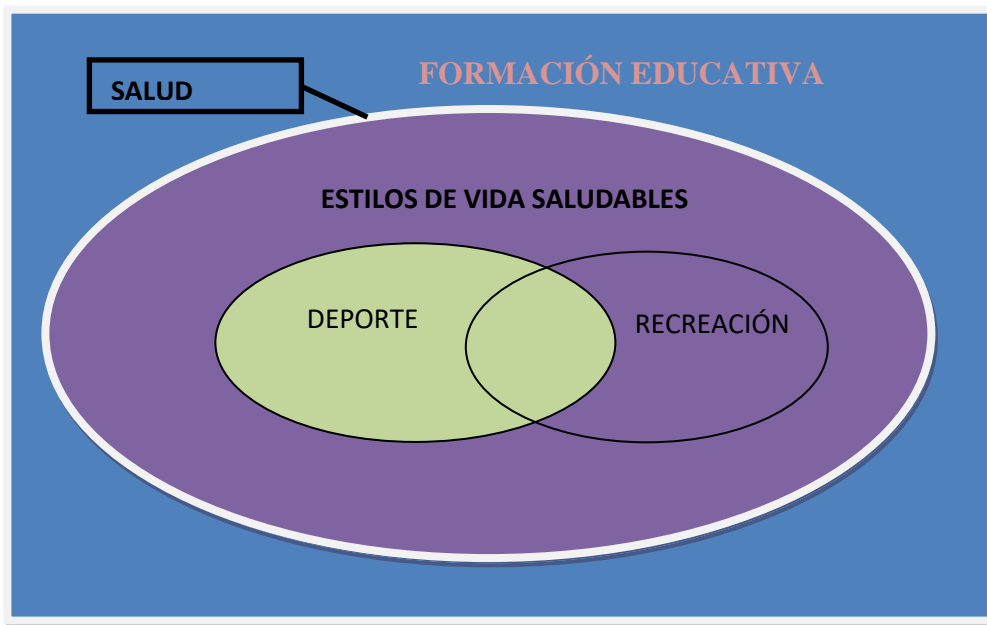 FORMACIÓN EDUCATIVA
SALUD
ESTILOS DE VIDA SALUDABLES
DEPORTE
RECREACIÓN